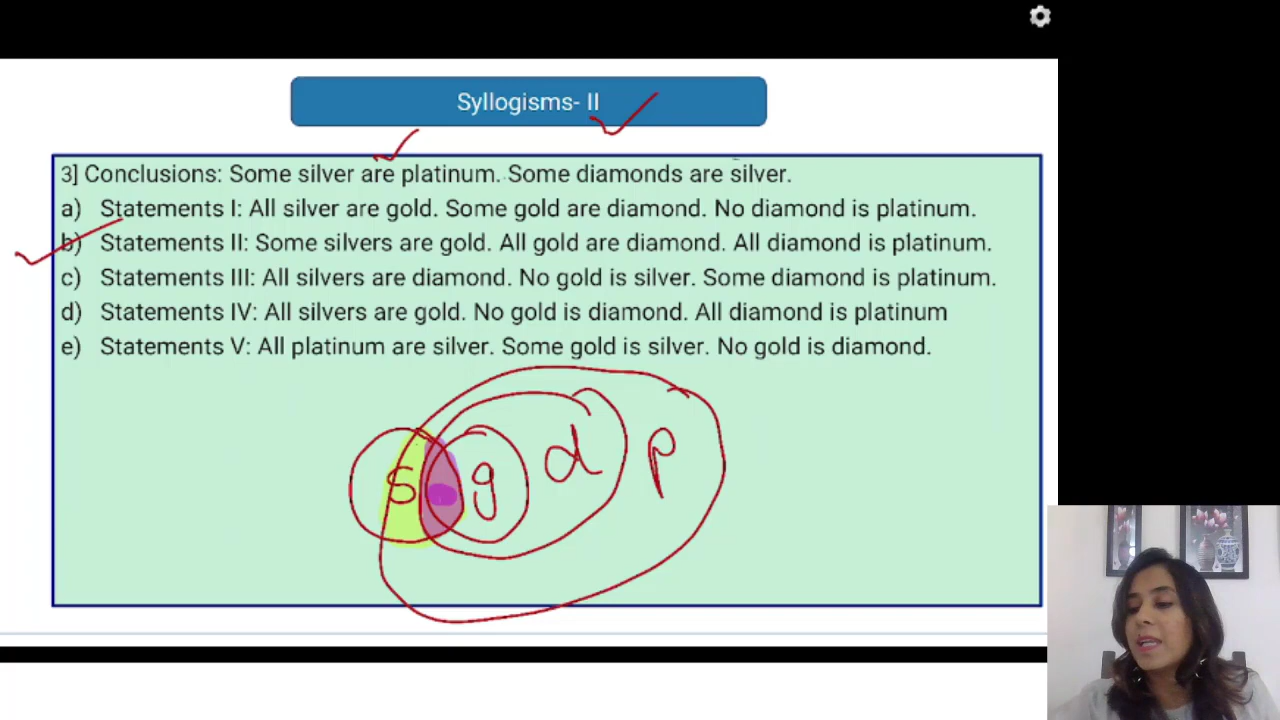 Syllogisms- II
3] Conclusions: Some silver are platinum. Some diamonds are silver.
a) Statements I: All silver are gold. Some gold are diamond. No diamond is platinum.
b) Statements II: Some silvers are gold. All gold are diamond. All diamond is platinum.
c) Statements III: All silvers are diamond. No gold is silver. Some diamond is platinum.
d) Statements IV: All silvers are gold. No gold is diamond. All diamond is platinum
e) Statements V: All platinum are silver. Some gold is silver. No gold is diamond.
S g d p